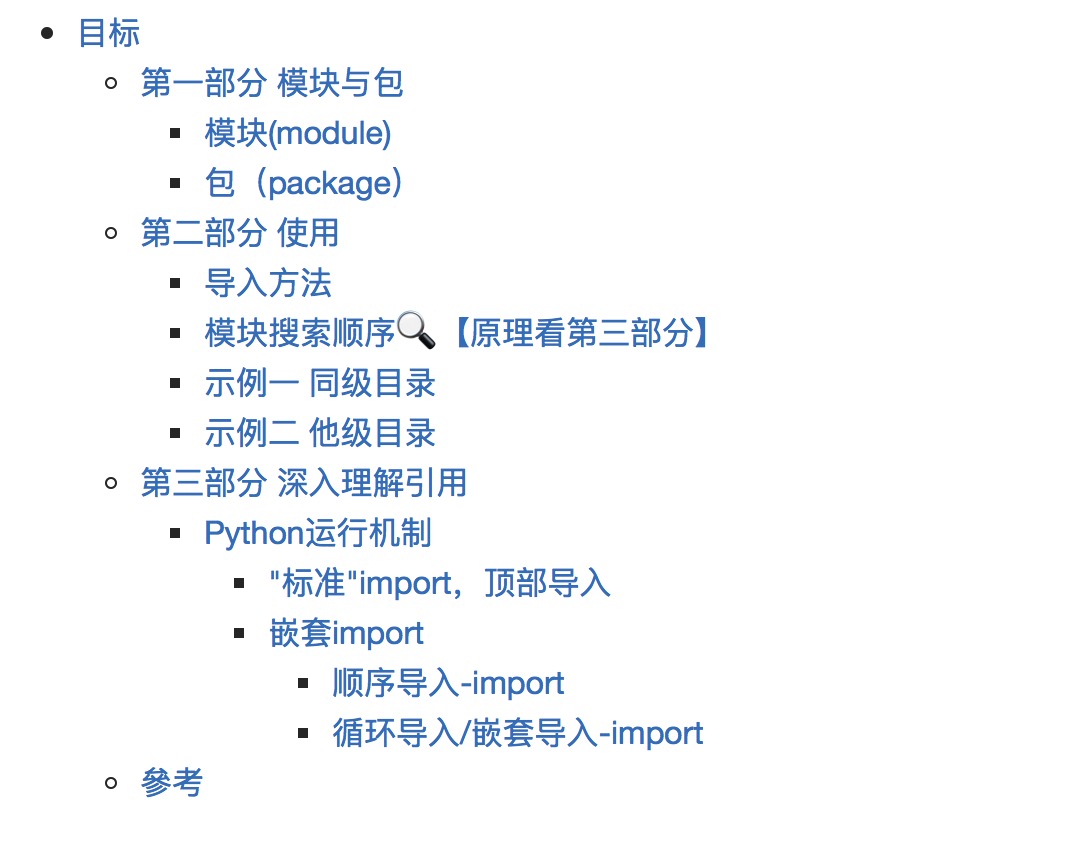 目标
第一部分 模块与包
模块(module)
包（package）
第二部分 使用
导入方法
模块搜索顺序🔍【原理看第三部分】
示例一 同级目录
示例二 他级目录
第三部分 深入理解引用
Python运行机制
"标准"import，顶部导入
嵌套import
顺序导入-import
循环导入/嵌套导入-import
參考